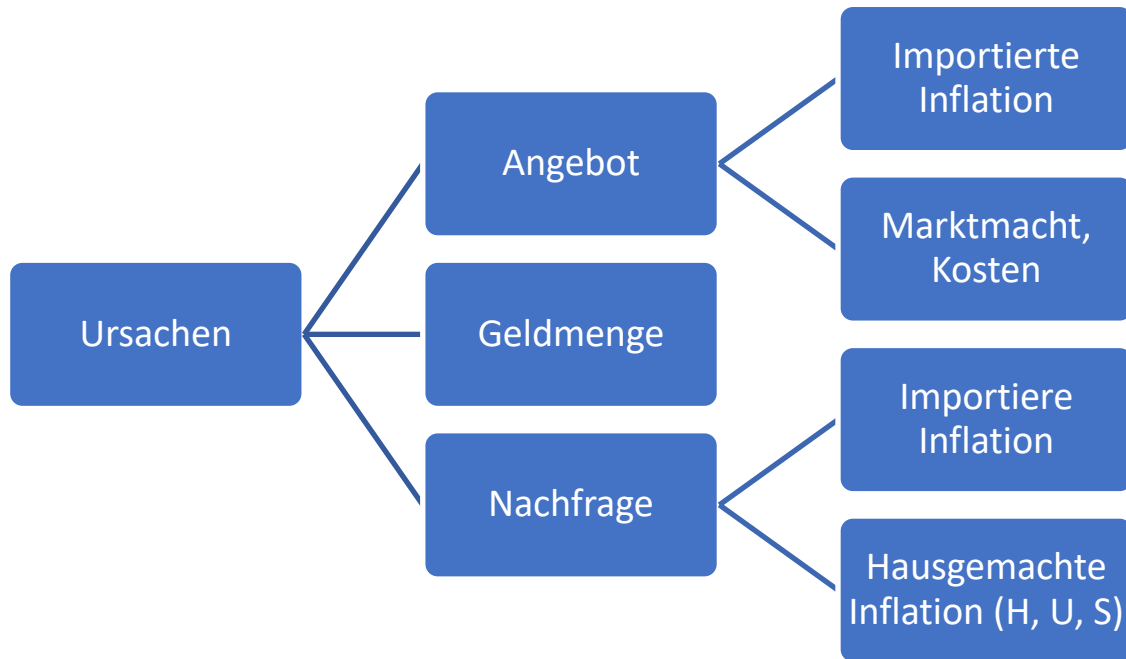 Ursachen
Angebot
Geldmenge
Nachfrage
Importierte
Inflation
Marktmacht,
Kosten
Importiere
Inflation
Hausgemachte
Inflation (H, U, S)